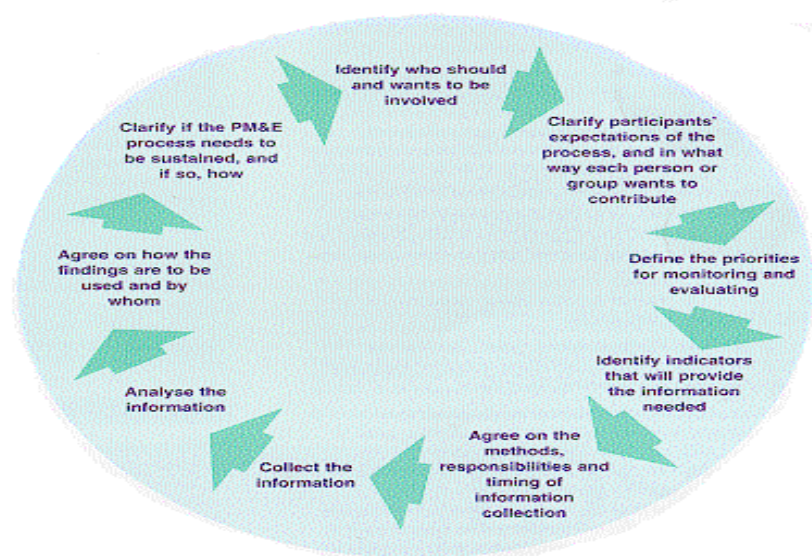 Identify who should
and wants to be
involved
Clarify participants'
expectations of the
process, and in what
way each person or
group wants to
contribute
Define the priorities
for monitoring and
evaluating
Identify indicators
that will provide
the information
needed
Agree on the
methods,
responsibilities and
timing of
information
collection
Collect the
information
Analyse the
information
Agree on how the
findings are to be
used and by
whom
Clarify if the PM&E
process needs to
be sustained, and
if so, how